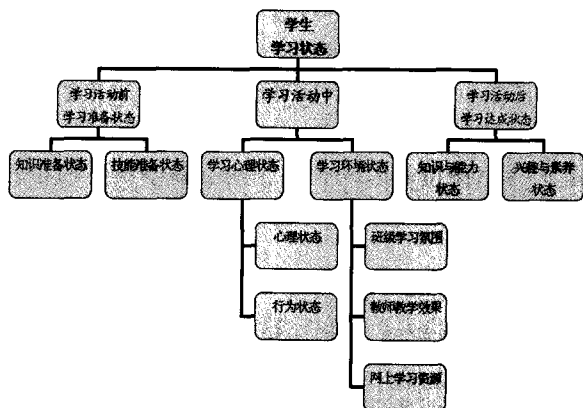 学生
学习状态
学习活动前
学习准备状态
学习活动中
学习活动后
学习达成状态
知识准备状态
技能准备状态
学习心理状态
学习环境状态
知识与能力
状态
兴趣与素养
状态
心理状态
班级学习氛围
行为状态
教师教学效果
网上学习资源